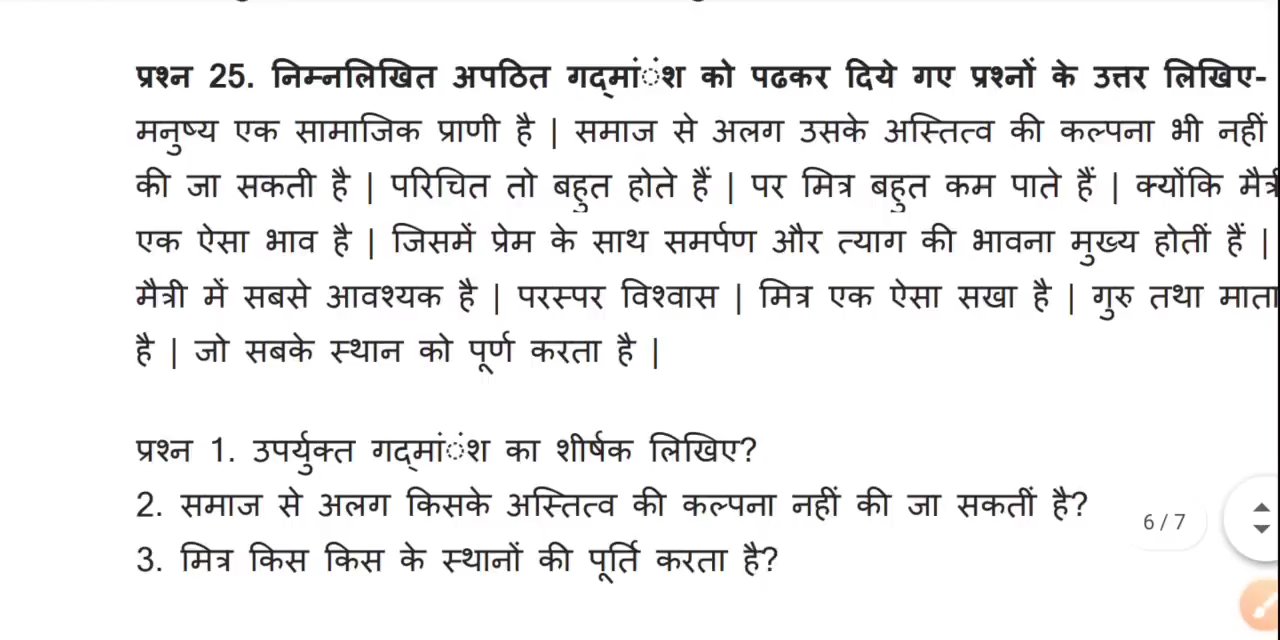 प्रश्न 25. निम्नलिखित अपठित गद्मांंश को पढकर दिये गए प्रश्नों के उत्तर लिखिए-
मनुष्य एक सामाजिक प्राणी है | समाज से अलग उसके अस्तित्व की कल्पना भी नहीं
की जा सकती है | परिचित तो बहुत होते हैं | पर मित्र बहुत कम पाते हैं | क्योंकि
एक ऐसा भाव है | जिसमें प्रेम के साथ समर्पण और त्याग की भावना मुख्य होतीं हैं |
मैत्री में सबसे आवश्यक है | परस्पर विश्वास | मित्र एक ऐसा सखा है | गुरु तथा माता
है | जो सबके स्थान को पूर्ण करता है |
प्रश्न 1. उपर्युक्त गद्मांंश का शीर्षक लिखिए?
2. समाज से अलग किसके अस्तित्व की कल्पना नहीं की जा सकतीं है?
3. मित्र किस किस के स्थानों की पूर्ति करता है?
6 / 7